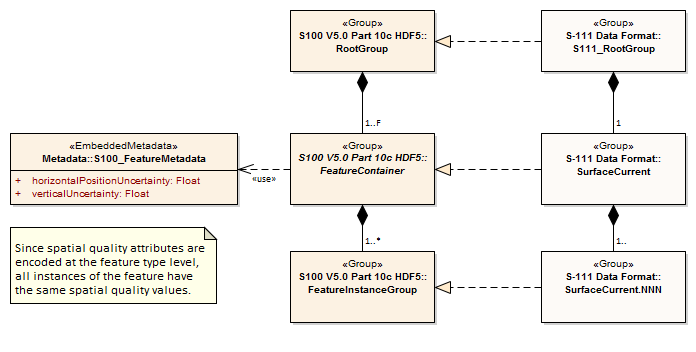 «Group»
S100 V5.0 Part 10c HDF5::
RootGroup
«Group»
S-111 Data Format::
S111_RootGroup
1..F
1
«EmbeddedMetadata»
Metadata::S100_FeatureMetadata
+ horizontalPositionUncertainty: Float
+ verticalUncertainty: Float
«use»
«Group»
S100 V5.0 Part 10c HDF5::
FeatureContainer
«Group»
S-111 Data Format::
SurfaceCurrent
1..*
1..
Since spatial quality attributes are
encoded at the feature type level,
all instances of the feature have
the same spatial quality values.
«Group»
S100 V5.0 Part 10c HDF5::
FeatureInstanceGroup
«Group»
S-111 Data Format::
SurfaceCurrent.NNN